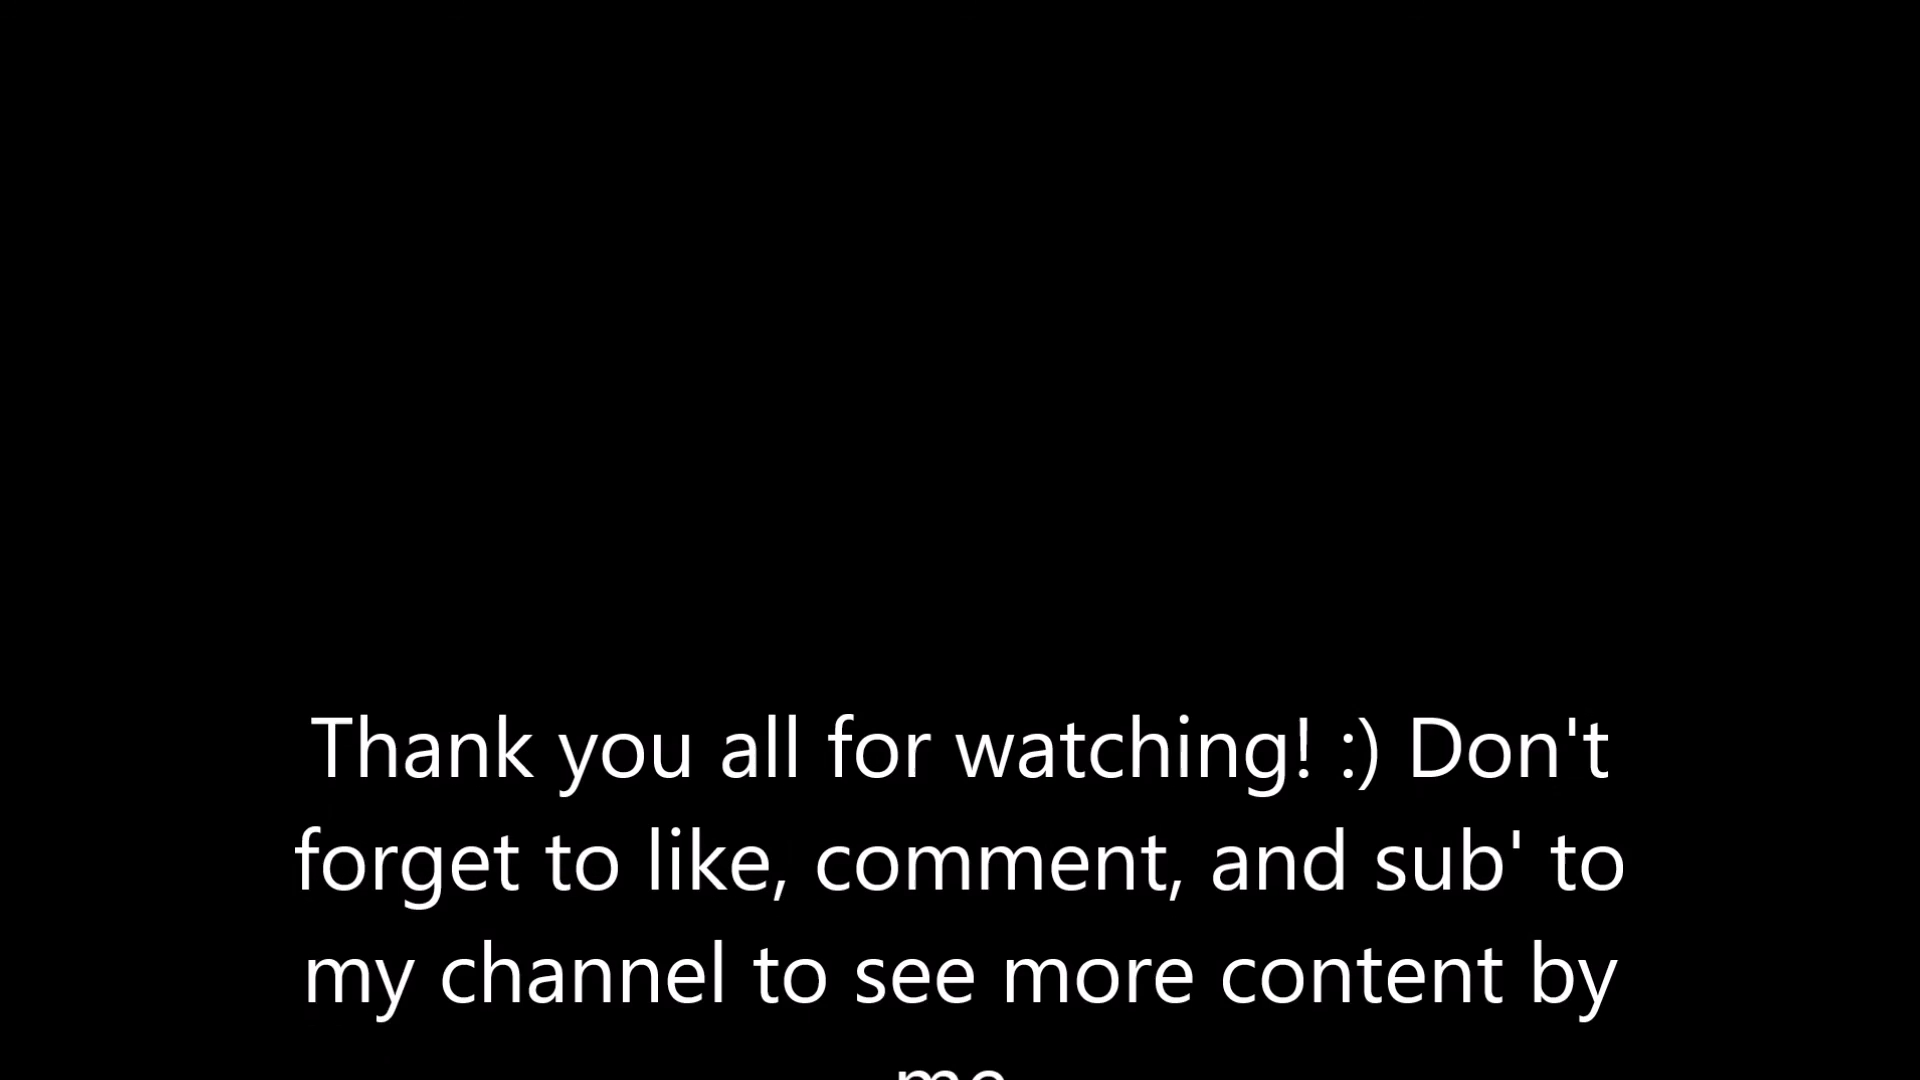 Thank you all for watching! :) Don't
forget to like, comment, and sub' to
my channel to see more content by
me